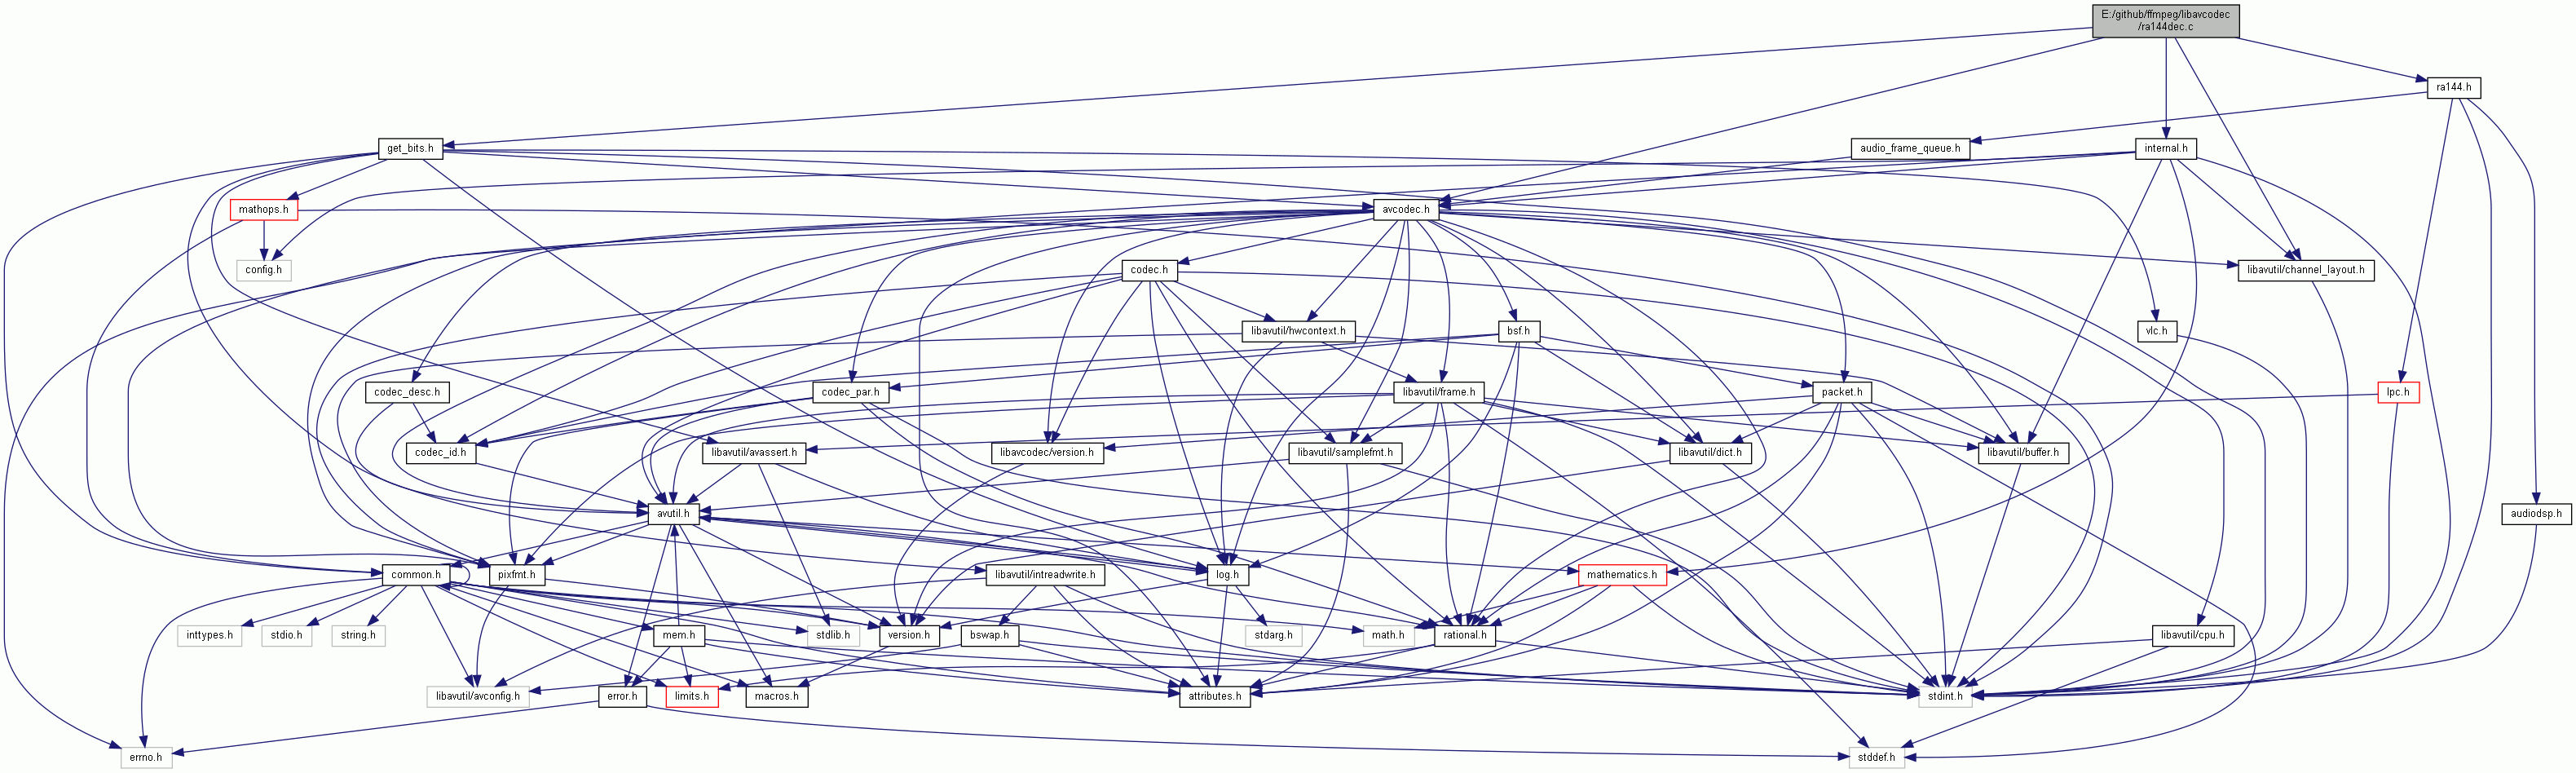 E:/github/ffmpeg/libavcodec
/ra144dec.c
ra144.h
get_bits.h
audio_frame_queue.h
internal.h
mathops.h
avcodec.h
config.h
codec.h
libavutil/channel_layout.h
libavutil/hwcontext.h
bsf.h
vlc.h
codec_desc.h
codec_par.h
libavutil/frame.h
packet.h
lpc.h
codec_id.h
libavutil/avassert.h
libavcodec/version.h
libavutil/samplefmt.h
libavutil/dict.h
libavutil/buffer.h
avutil.h
audiodsp.h
common.h
pixfmt.h
libavutil/intreadwrite.h
log.h
mathematics.h
inttypes.h
stdio.h
string.h
mem.h
stdlib.h
version.h
bswap.h
stdarg.h
math.h
rational.h
libavutil/cpu.h
libavutil/avconfig.h
error.h
limits.h
macros.h
attributes.h
stdint.h
errno.h
stddef.h